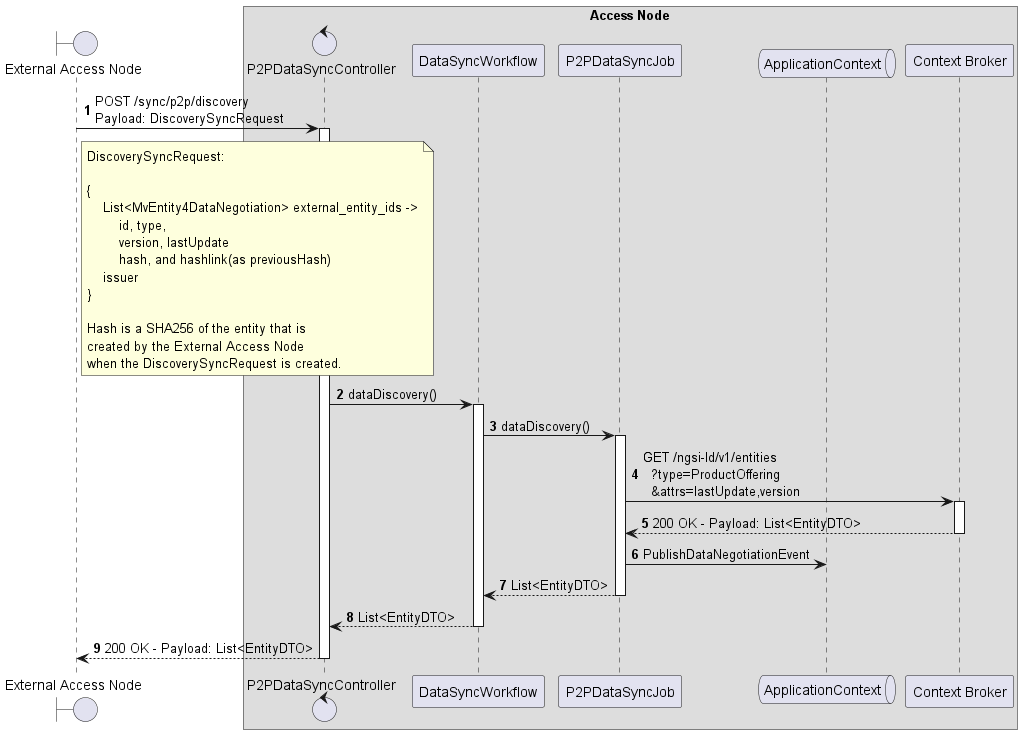 Access Node
External Access Node
P2PDataSyncController
DataSyncWorkflow
P2PDataSyncJob
ApplicationContext
Context Broker
1 POST /sync/p2p/discovery
Payload: DiscoverySyncRequest
DiscoverySyncRequest:
{
List<MvEntity4DataNegotiation> external_entity_ids ->
id, type,
version, lastUpdate
hash, and hashlink(as previousHash)
issuer
}
Hash is a SHA256 of the entity that is
created by the External Access Node
when the DiscoverySyncRequest is created.
2 dataDiscovery()
3 dataDiscovery()
4 GET /ngsi-ld/v1/entities
?type=ProductOffering
&attrs=lastUpdate,version
5 200 OK - Payload: List<EntityDTO>
6 PublishDataNegotiationEvent
7 List<EntityDTO>
8 List<EntityDTO>
9 200 OK - Payload: List<EntityDTO>
External Access Node
P2PDataSyncController
DataSyncWorkflow
P2PDataSyncJob
ApplicationContext
Context Broker